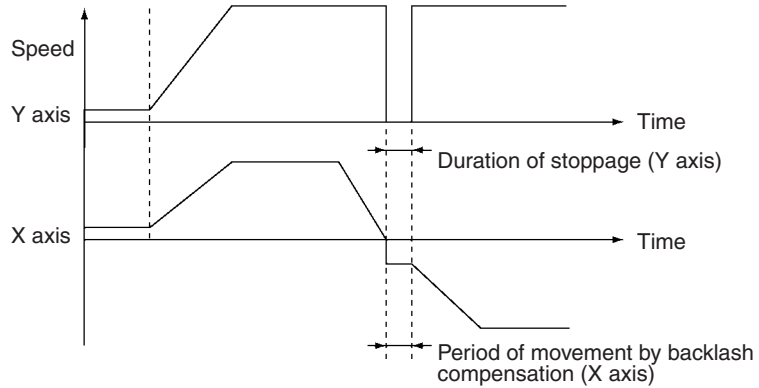 Speed
Y axis
Time
Duration of stoppage (Y axis)
X axis
Time
Period of movement by backlash
compensation (X axis)